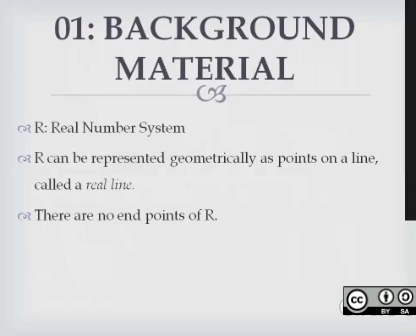 01: BACKGROUND
MATERIAL
R: Real Number System
R can be represented geometrically as points on a line,
called a real line.
There are no end points of R.
cc
BY SA